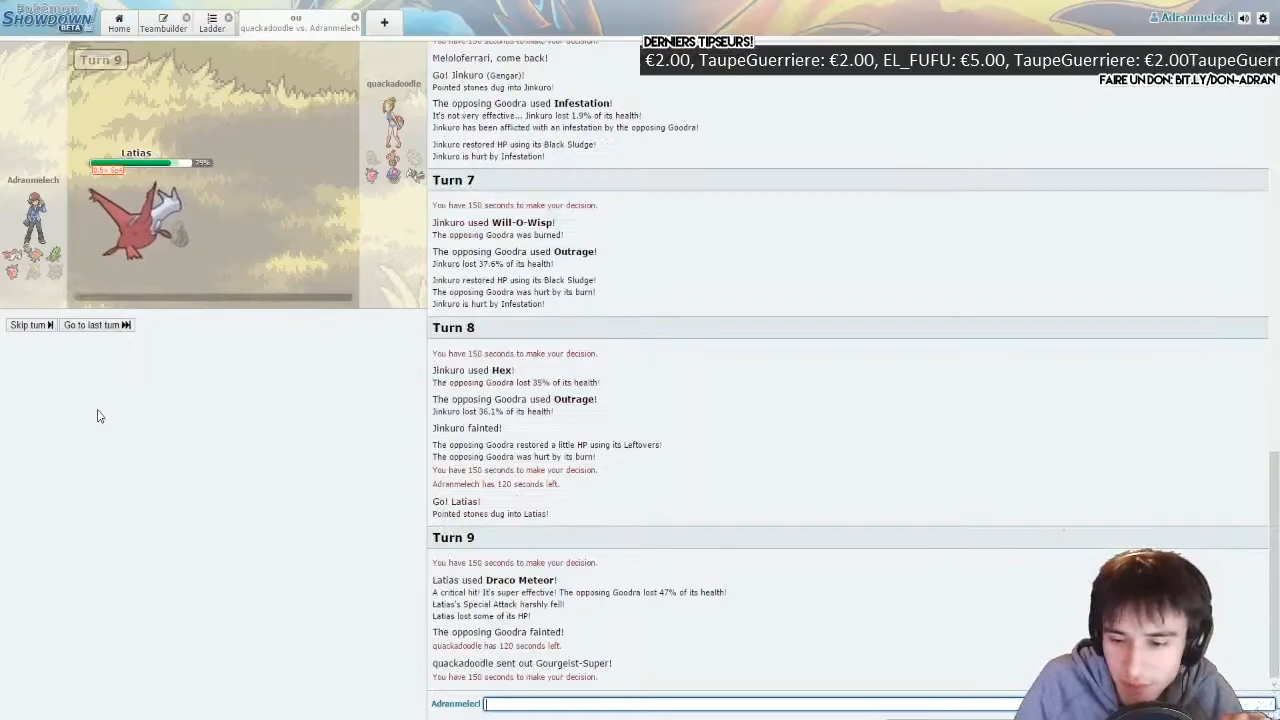 Pokémon
SHOWDOWN
BETA
Home
Teambuilder
Ladder
ou
quackadoodle vs. Adranmelech
+
Adranmelech
DERNIERS TIPSEURS!
€2.00, TaupeGuerriere: €2.00, EL_FUFU: €5.00, TaupeGuerriere: €2.00TaupeGuerr
FAIRE UN DON: BIT.LY/DON-ADRAN
Turn 9
quackadoodle
Latias
79%
0.5× SpA
Adranmelech
Skip turn
Go to last turn
You have 150 seconds to make your decision.
Meloloferrari, come back!
Go! Jinkuro (Gengar)!
Pointed stones dug into Jinkuro!
The opposing Goodra used Infestation!
It's not very effective... Jinkuro lost 1.9% of its health!
Jinkuro has been afflicted with an infestation by the opposing Goodra!
Jinkuro restored HP using its Black Sludge!
Jinkuro is hurt by Infestation!
Turn 7
You have 150 seconds to make your decision.
Jinkuro used Will-O-Wisp!
The opposing Goodra was burned!
The opposing Goodra used Outrage!
Jinkuro lost 37.6% of its health!
Jinkuro restored HP using its Black Sludge!
The opposing Goodra was hurt by its burn!
Jinkuro is hurt by Infestation!
Turn 8
You have 150 seconds to make your decision.
Jinkuro used Hex!
The opposing Goodra lost 35% of its health!
The opposing Goodra used Outrage!
Jinkuro lost 36.1% of its health!
Jinkuro fainted!
The opposing Goodra restored a little HP using its Leftovers!
The opposing Goodra was hurt by its burn!
You have 150 seconds to make your decision.
Adranmelech has 120 seconds left.
Go! Latias!
Pointed stones dug into Latias!
Turn 9
You have 150 seconds to make your decision.
Latias used Draco Meteor!
A critical hit! It's super effective! The opposing Goodra lost 47% of its health!
Latias's Special Attack harshly fell!
Latias lost some of its HP!
The opposing Goodra fainted!
quackadoodle has 120 seconds left.
quackadoodle sent out Gourgeist-Super!
You have 150 seconds to make your decision.
Adranmelecl